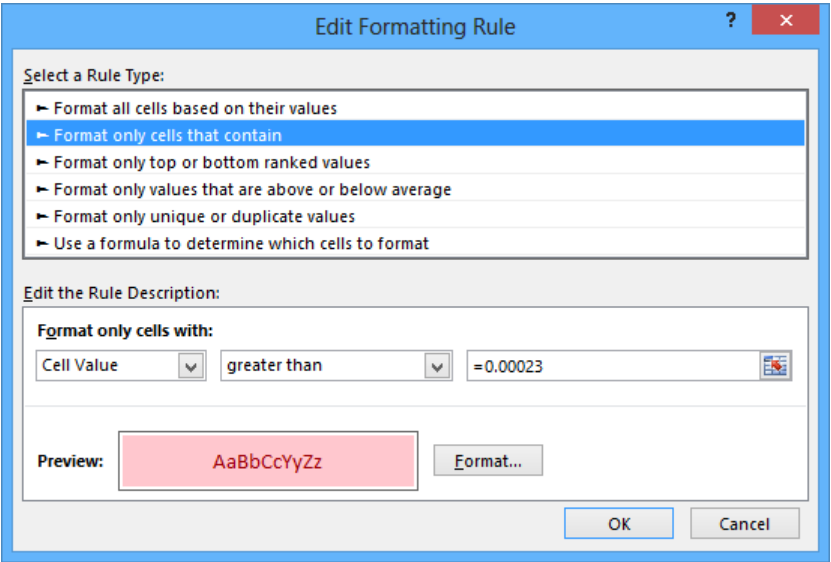 Edit Formatting Rule
?
Select a Rule Type:
► Format all cells based on their values
► Format only cells that contain
► Format only top or bottom ranked values
► Format only values that are above or below average
► Format only unique or duplicate values
► Use a formula to determine which cells to format
Edit the Rule Description:
Format only cells with:
Cell Value greater than =0.00023
Preview: AaBbCcYyZz Format...
OK Cancel